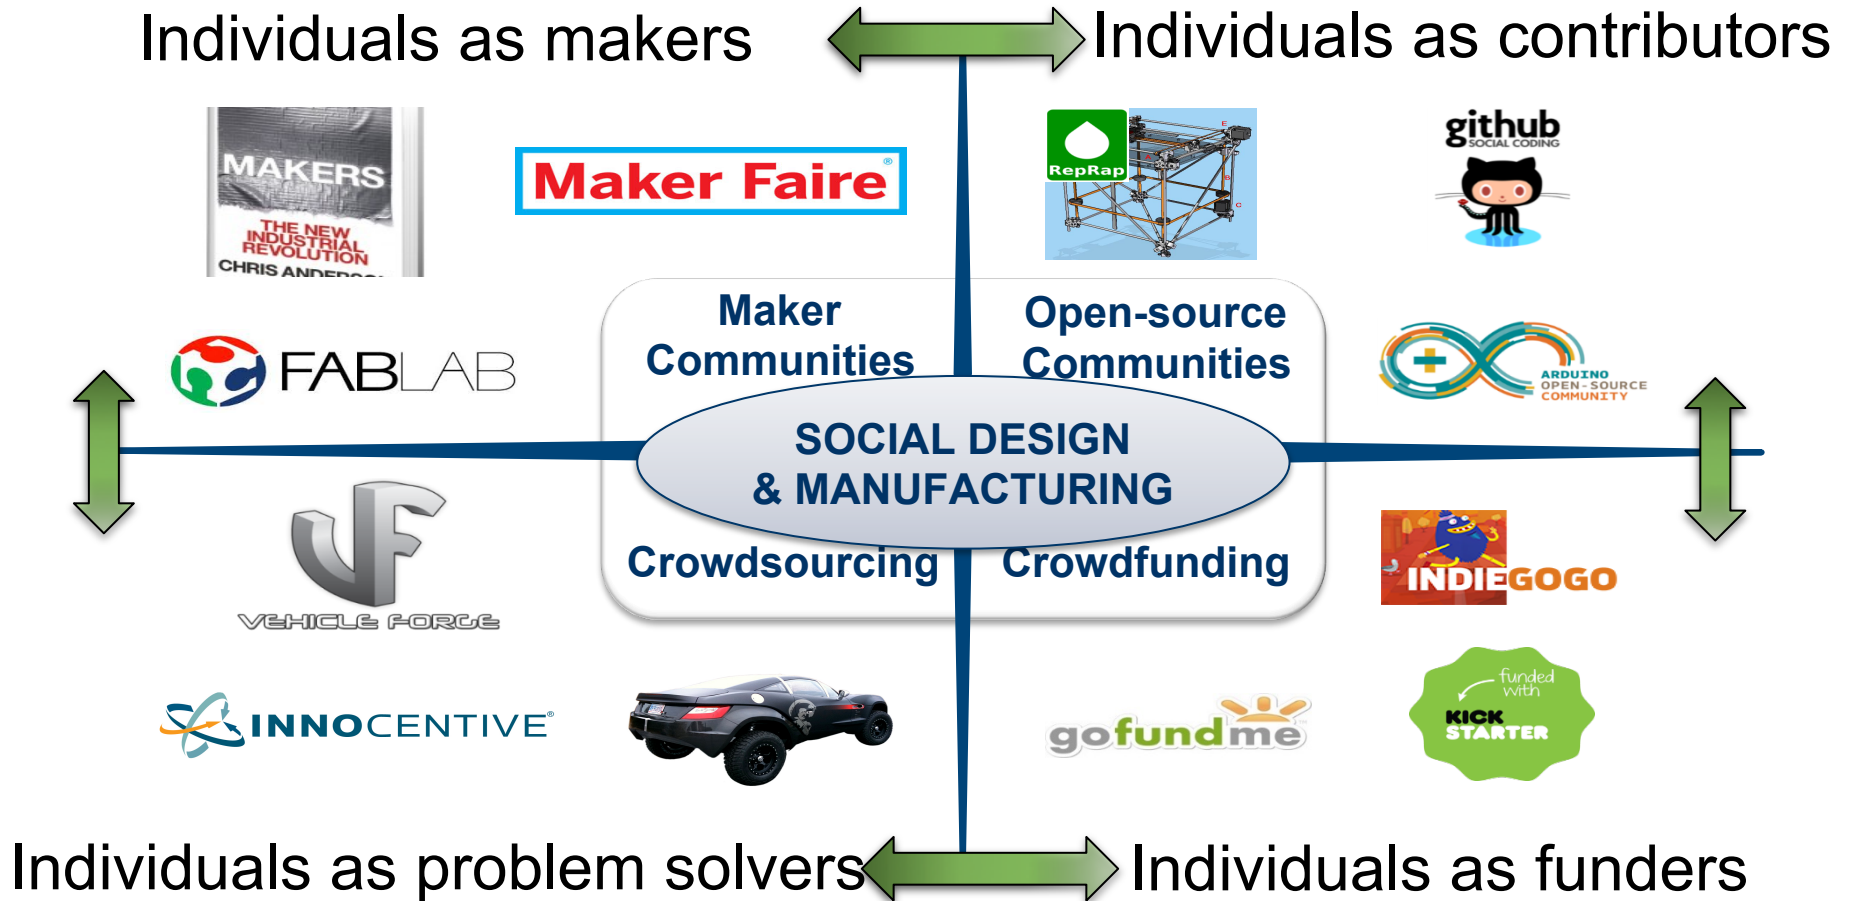 Individuals as makers
Individuals as contributors
MAKERS
THE NEW
INDUSTRIAL
REVOLUTION
CHRIS ANDERSO
Maker Faire®
RepRap
E
A
B
C
github
SOCIAL CODING
Maker
Communities
Open-source
Communities
FABLAB
ARDUINO
OPEN-SOURCE
COMMUNITY
SOCIAL DESIGN
& MANUFACTURING
Crowdsourcing
Crowdfunding
VEHICLE FORGE
INDIEGOGO
INNOCENTIVE®
gofundme
funded
with
KICK
STARTER
Individuals as problem solvers
Individuals as funders